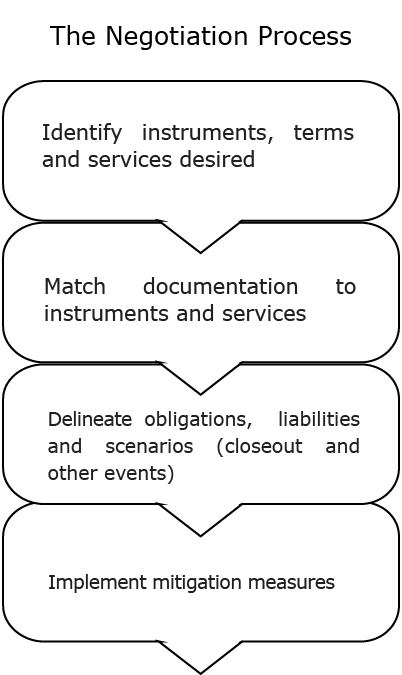 The Negotiation Process
Identify instruments, terms
and services desired
Match documentation to
instruments and services
Delineate obligations, liabilities
and scenarios (closeout and
other events)
Implement mitigation measures